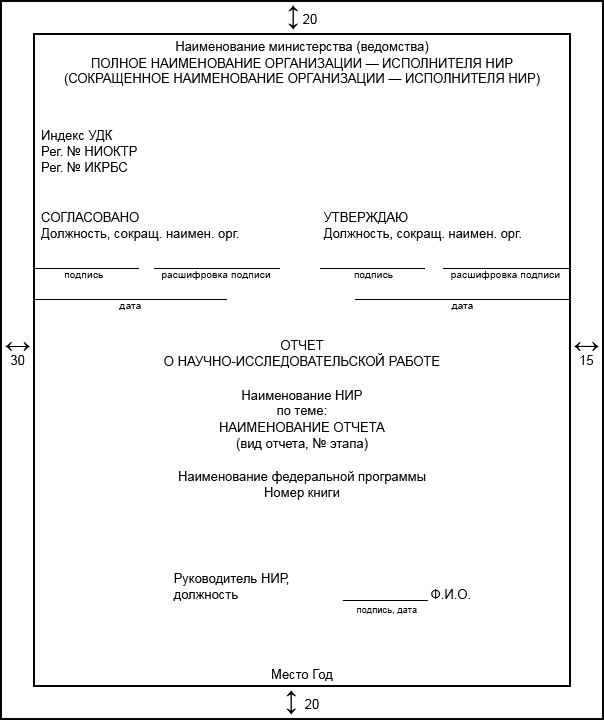 20
Наименование министерства (ведомства)
ПОЛНОЕ НАИМЕНОВАНИЕ ОРГАНИЗАЦИИ — ИСПОЛНИТЕЛЯ НИР
(СОКРАЩЕННОЕ НАИМЕНОВАНИЕ ОРГАНИЗАЦИИ — ИСПОЛНИТЕЛЯ НИР)
Индекс УДК
Рег. № НИОКТР
Рег. № ИКРБС
СОГЛАСОВАНО УТВЕРЖДАЮ
Должность, сокращ. наимен. орг. Должность, сокращ. наимен. орг.
подпись расшифровка подписи подпись расшифровка подписи
дата дата
ОТЧЕТ
О НАУЧНО-ИССЛЕДОВАТЕЛЬСКОЙ РАБОТЕ
30 15
Наименование НИР
по теме:
НАИМЕНОВАНИЕ ОТЧЕТА
(вид отчета, № этапа)
Наименование федеральной программы
Номер книги
Руководитель НИР,
должность Ф.И.О.
подпись, дата
Место Год
20